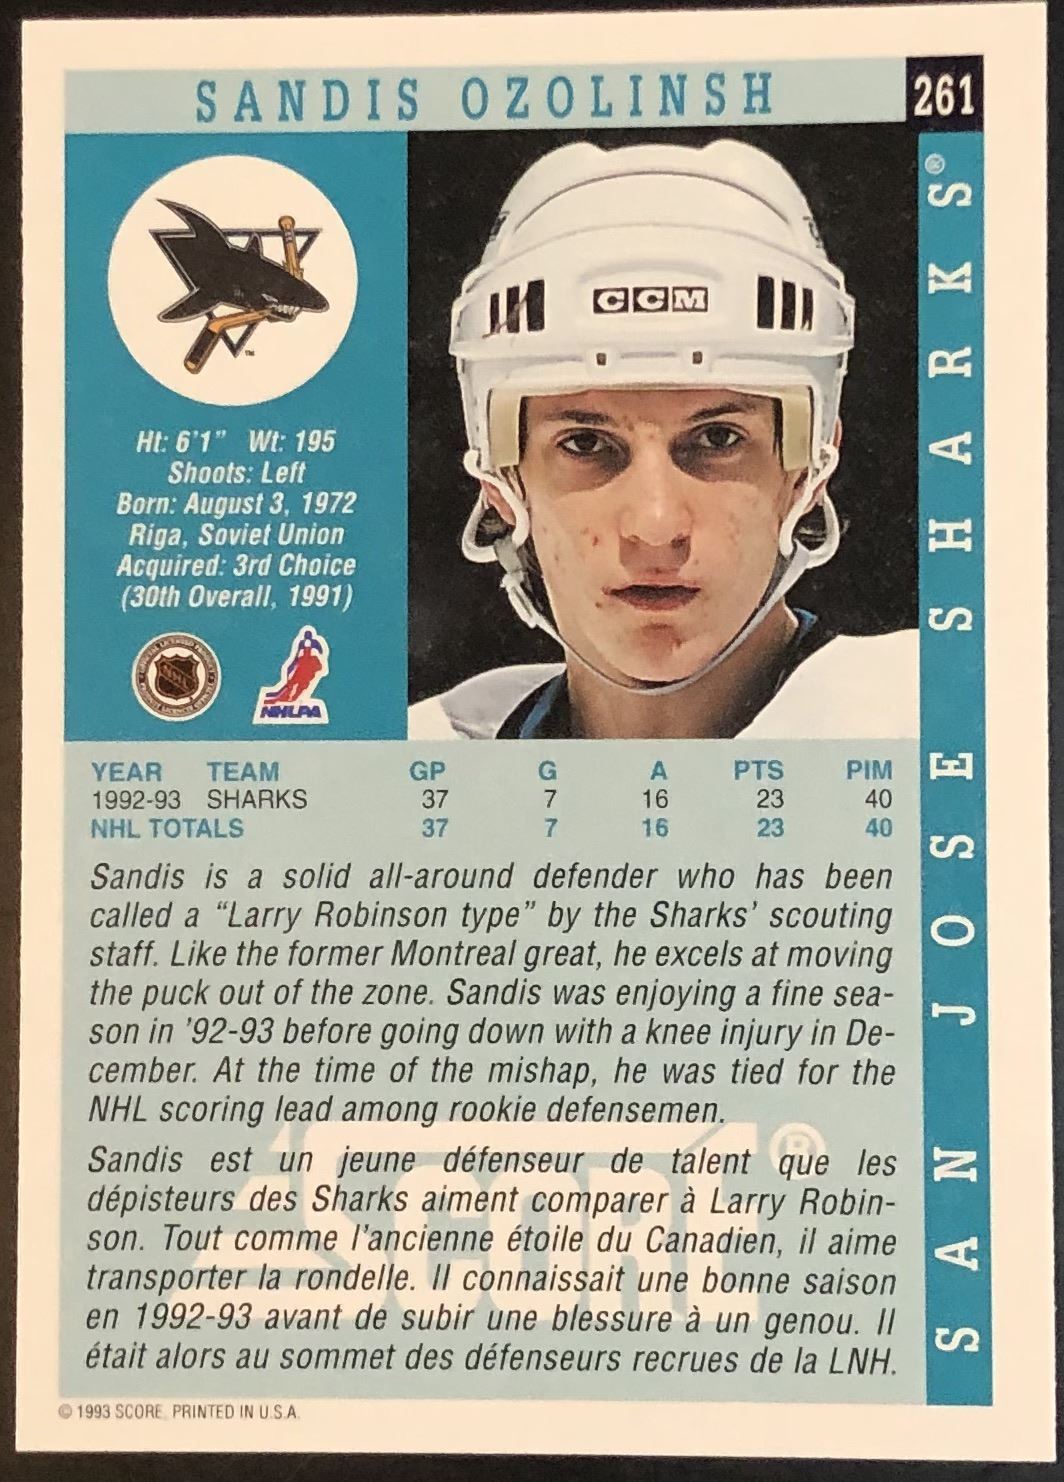 SANDIS OZOLINSH
261
SAN JOSE SHARKS®
CCM
TM
Ht: 6'1" Wt: 195
Shoots: Left
Born: August 3, 1972
Riga, Soviet Union
Acquired: 3rd Choice
(30th Overall, 1991)
NHL
NHLPA
YEAR TEAM GP G A PTS PIM
1992-93 SHARKS 37 7 16 23 40
NHL TOTALS 37 7 16 23 40
Sandis is a solid all-around defender who has been
called a “Larry Robinson type” by the Sharks’ scouting
staff. Like the former Montreal great, he excels at moving
the puck out of the zone. Sandis was enjoying a fine sea-
son in ’92-93 before going down with a knee injury in De-
cember. At the time of the mishap, he was tied for the
NHL scoring lead among rookie defensemen.
Sandis est un jeune défenseur de talent que les
dépisteurs des Sharks aiment comparer à Larry Robin-
son. Tout comme l'ancienne étoile du Canadien, il aime
transporter la rondelle. Il connaissait une bonne saison
en 1992-93 avant de subir une blessure à un genou. Il
était alors au sommet des défenseurs recrues de la LNH.
SCORE ®
© 1993 SCORE, PRINTED IN U.S.A.